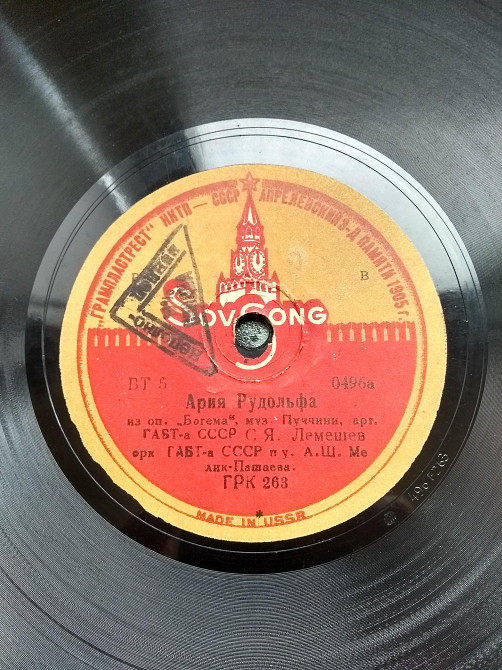 „ГРАМПЛАСТРЕСТ" НКТП — СССР АПРЕЛЕВСКИЙ З-Д ПАМЯТИ 1905 г.
В
SovSong
ВТ 5 0496а
Ария Рудольфа
из оп. „Богема", муз. Пуччини, арт.
ГАБТ-а СССР С. Я. Лемешев
орк ГАБТ-а СССР п у. А.Ш. Ме
лик-Пашаева.
ГРК 263
MADE IN USSR